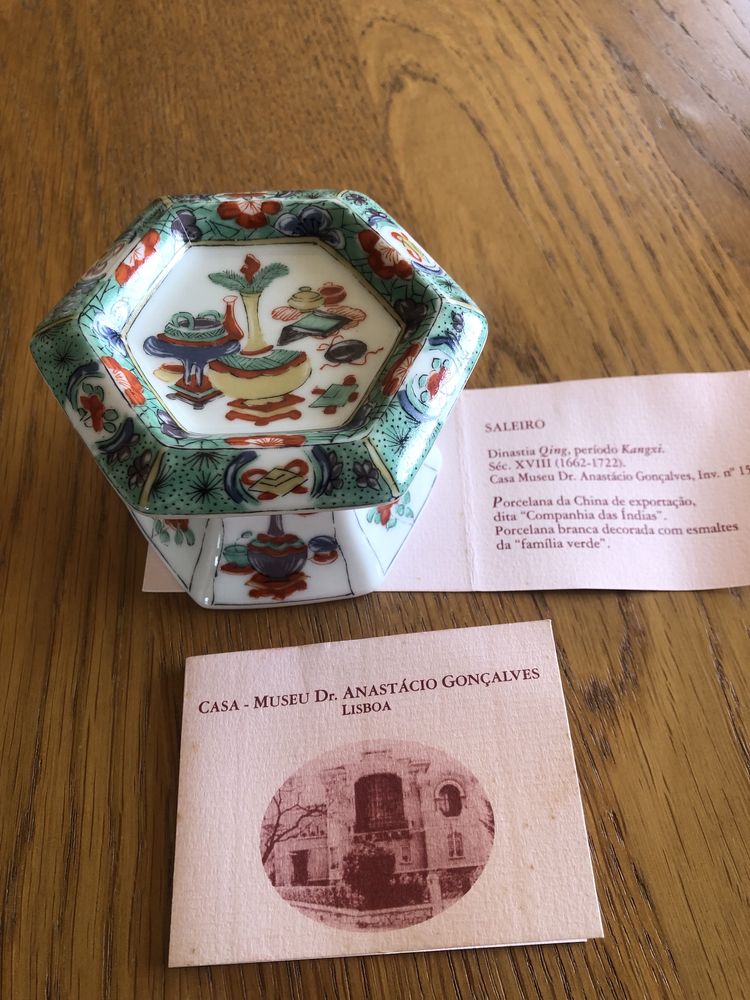 SALEIRO
Dinastia Qing, período Kangxi.
Séc. XVIII (1662-1722).
Casa Museu Dr. Anastácio Gonçalves, Inv. nº 15
Porcelana da China de exportação,
dita "Companhia das Índias".
Porcelana branca decorada com esmaltes
da "família verde".
CASA - MUSEU Dr. ANASTÁCIO GONÇALVES
LISBOA